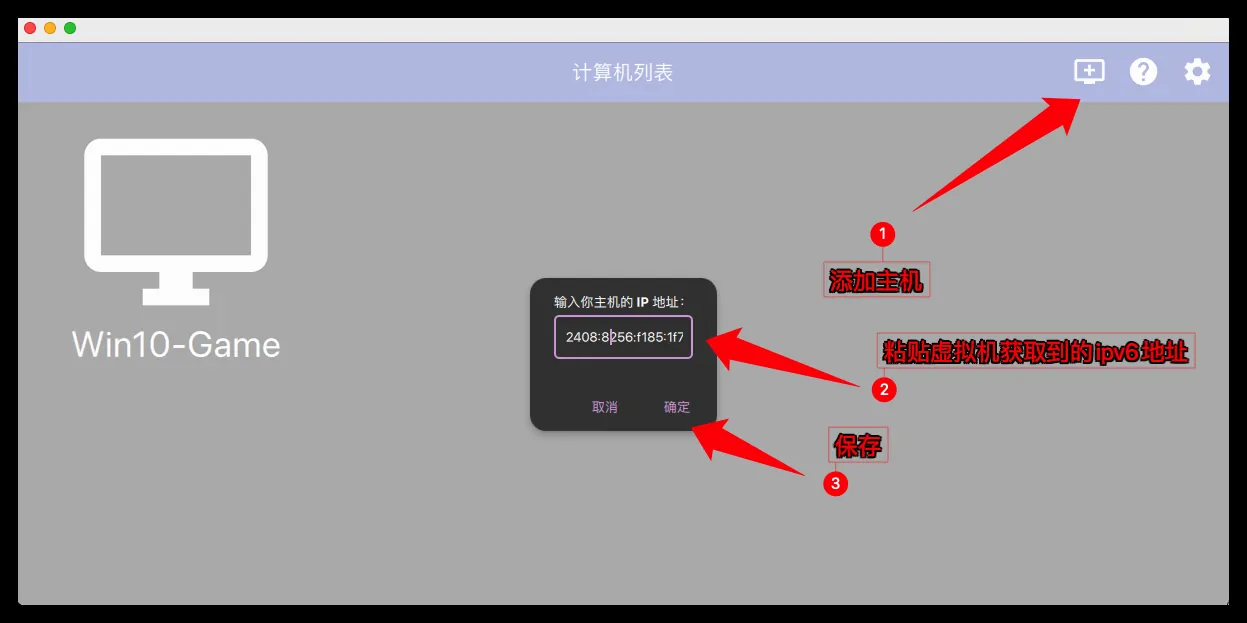 计算机列表
1
添加主机
Win10-Game
输入你主机的 IP 地址：
2408:8256:f185:1f7
取消
确定
粘贴虚拟机获取到的ipv6地址
2
保存
3